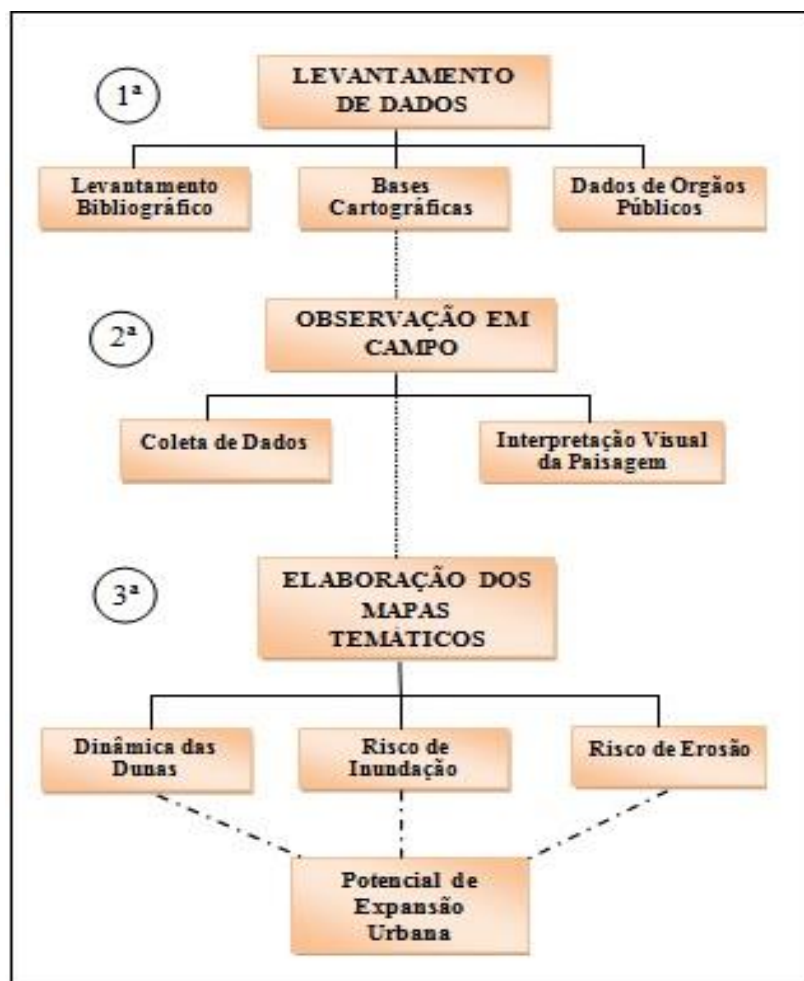 1ª
LEVANTAMENTO
DE DADOS
Levantamento
Bibliográfico
Bases
Cartográficas
Dados de Orgãos
Públicos
2ª
OBSERVAÇÃO EM
CAMPO
Coleta de Dados
Interpretação Visual
da Paisagem
3ª
ELABORAÇÃO DOS
MAPAS
TEMÁTICOS
Dinâmica das
Dunas
Risco de
Inundação
Risco de Erosão
Potencial de
Expansão
Urbana